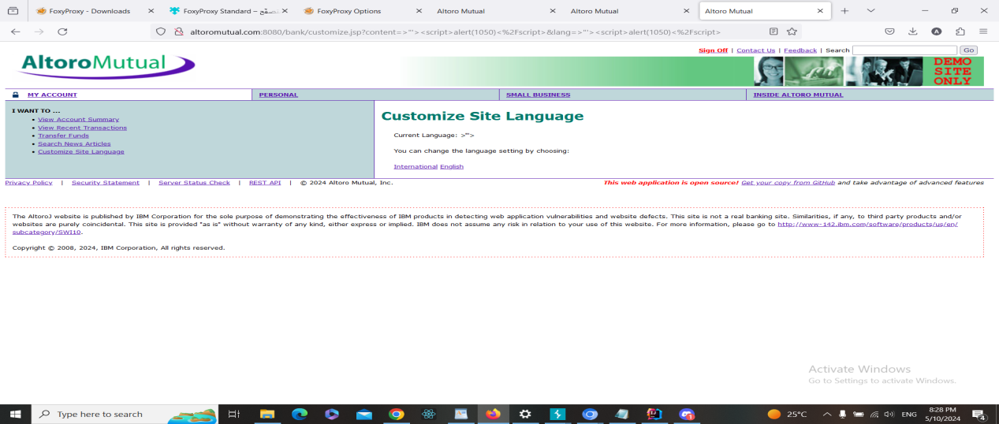 FoxyProxy - Downloads
FoxyProxy Standard –
FoxyProxy Options
Altoro Mutual
Altoro Mutual
Altoro Mutual
altoromutual.com:8080/bank/customize.jsp?content=>"'><script>alert(1050)<%2Fscript>&lang=>"'><script>alert(1050)<%2Fscript>
Sign Off | Contact Us | Feedback | Search Go
AltoroMutual
DEMO
SITE
ONLY
MY ACCOUNT PERSONAL SMALL BUSINESS INSIDE ALTORO MUTUAL
I WANT TO ...
• View Account Summary
• View Recent Transactions
• Transfer Funds
• Search News Articles
• Customize Site Language
Customize Site Language
Current Language: >"'>
You can change the language setting by choosing:
International English
Privacy Policy | Security Statement | Server Status Check | REST API | © 2024 Altoro Mutual, Inc.
This web application is open source! Get your copy from GitHub and take advantage of advanced features
The AltoroJ website is published by IBM Corporation for the sole purpose of demonstrating the effectiveness of IBM products in detecting web application vulnerabilities and website defects. This site is not a real banking site. Similarities, if any, to third party products and/or
websites are purely coincidental. This site is provided "as is" without warranty of any kind, either express or implied. IBM does not assume any risk in relation to your use of this website. For more information, please go to http://www-142.ibm.com/software/products/us/en/
subcategory/SWI10.
Copyright © 2008, 2024, IBM Corporation, All rights reserved.
Activate Windows
Go to Settings to activate Windows.
Type here to search
25°C
ENG
8:28 PM
5/10/2024
4